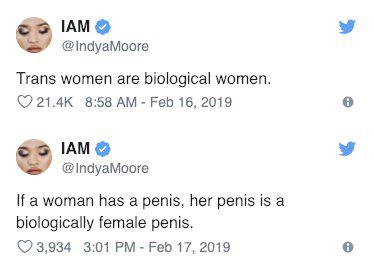 IAM
@IndyaMoore
Trans women are biological women.
21.4K 8:58 AM - Feb 16, 2019
IAM
@IndyaMoore
If a woman has a penis, her penis is a
biologically female penis.
3,934 3:01 PM - Feb 17, 2019